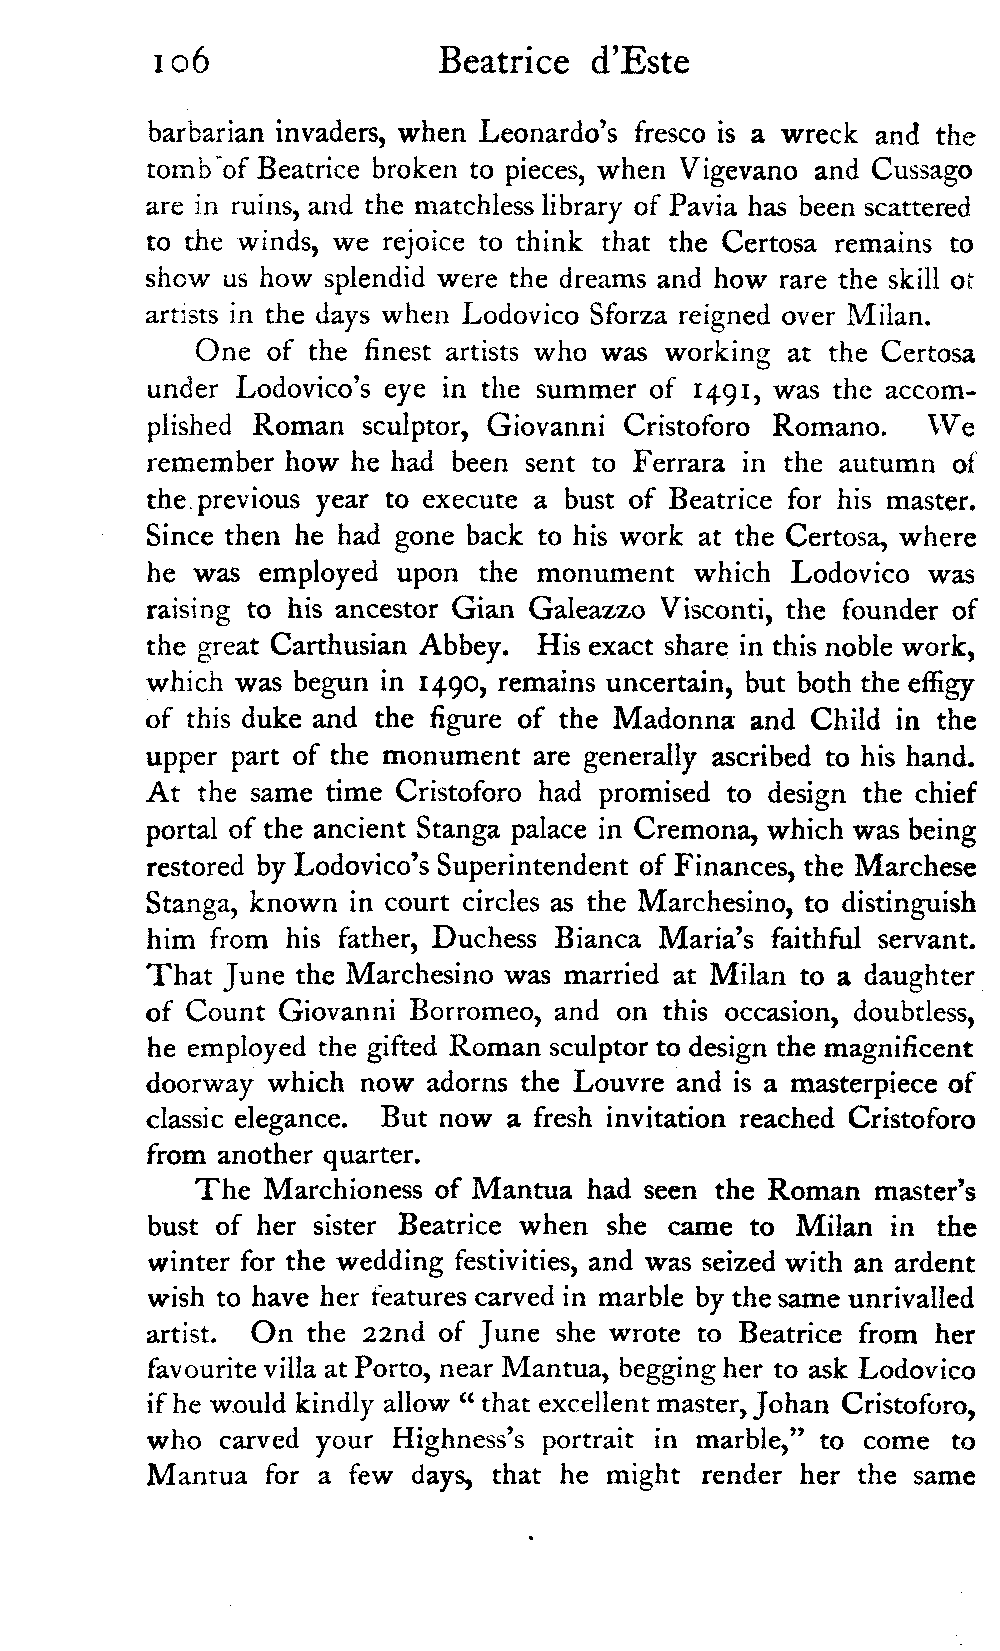 106 Beatrice d'Este
barbarian invaders, when Leonardo's fresco is a wreck and the
tomb of Beatrice broken to pieces, when Vigevano and Cussago
are in ruins, and the matchless library of Pavia has been scattered
to the winds, we rejoice to think that the Certosa remains to
show us how splendid were the dreams and how rare the skill of
artists in the days when Lodovico Sforza reigned over Milan.
One of the finest artists who was working at the Certosa
under Lodovico's eye in the summer of 1491, was the accom-
plished Roman sculptor, Giovanni Cristoforo Romano. We
remember how he had been sent to Ferrara in the autumn of
the previous year to execute a bust of Beatrice for his master.
Since then he had gone back to his work at the Certosa, where
he was employed upon the monument which Lodovico was
raising to his ancestor Gian Galeazzo Visconti, the founder of
the great Carthusian Abbey. His exact share in this noble work,
which was begun in 1490, remains uncertain, but both the effigy
of this duke and the figure of the Madonna and Child in the
upper part of the monument are generally ascribed to his hand.
At the same time Cristoforo had promised to design the chief
portal of the ancient Stanga palace in Cremona, which was being
restored by Lodovico's Superintendent of Finances, the Marchese
Stanga, known in court circles as the Marchesino, to distinguish
him from his father, Duchess Bianca Maria's faithful servant.
That June the Marchesino was married at Milan to a daughter
of Count Giovanni Borromeo, and on this occasion, doubtless,
he employed the gifted Roman sculptor to design the magnificent
doorway which now adorns the Louvre and is a masterpiece of
classic elegance. But now a fresh invitation reached Cristoforo
from another quarter.
The Marchioness of Mantua had seen the Roman master's
bust of her sister Beatrice when she came to Milan in the
winter for the wedding festivities, and was seized with an ardent
wish to have her features carved in marble by the same unrivalled
artist. On the 22nd of June she wrote to Beatrice from her
favourite villa at Porto, near Mantua, begging her to ask Lodovico
if he would kindly allow "that excellent master, Johan Cristoforo,
who carved your Highness's portrait in marble," to come to
Mantua for a few days, that he might render her the same